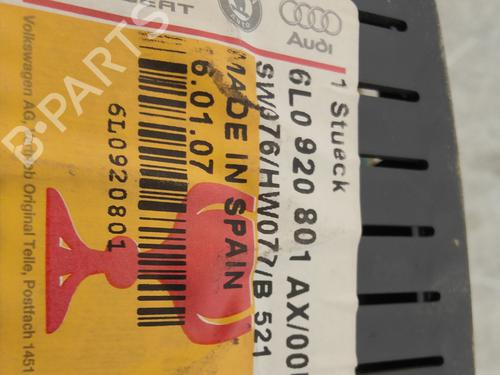 Audi
1 Stueck
6L0 920 801 AX/00
SW076/HW077/B 521
MADE IN SPAIN
6.01.07
6L0920801
Original Teile, Postfach 1451
Volkswagen AG,
B-PARTS